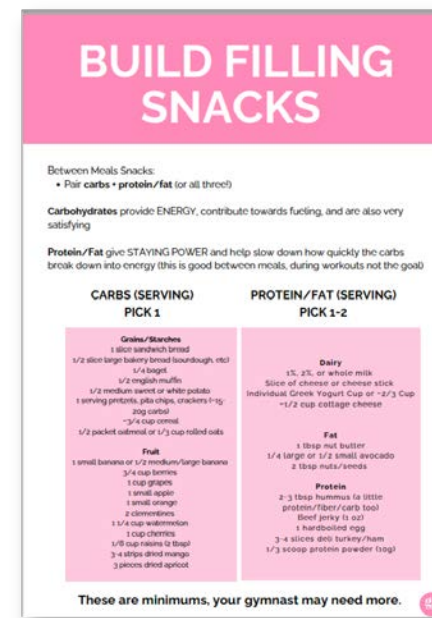 BUILD FILLING
SNACKS
Between Meals Snacks:
• Pair carbs + protein/fat (or all three!)
Carbohydrates provide ENERGY, contribute towards fueling, and are also very
satisfying
Protein/Fat give STAYING POWER and help slow down how quickly the carbs
break down into energy (this is good between meals, during workouts not the goal)
CARBS (SERVING)
PICK 1
Grains/Starches
1 slice sandwich bread
1/2 slice large bakery bread (sourdough, etc)
1/4 bagel
1/2 english muffin
1/2 medium sweet or white potato
1 serving pretzels, pita chips, crackers (~15-
20g carbs)
~3/4 cup cereal
1/2 packet oatmeal or 1/3 cup rolled oats
Fruit
1 small banana or 1/2 medium/large banana
3/4 cup berries
1 cup grapes
1 small apple
1 small orange
2 clementines
1 1/4 cup watermelon
1 cup cherries
1/8 cup raisins (2 tbsp)
3-4 strips dried mango
3 pieces dried apricot
PROTEIN/FAT (SERVING)
PICK 1-2
Dairy
1%, 2%, or whole milk
Slice of cheese or cheese stick
Individual Greek Yogurt Cup or ~2/3 Cup
~1/2 cup cottage cheese
Fat
1 tbsp nut butter
1/4 large or 1/2 small avocado
2 tbsp nuts/seeds
Protein
2-3 tbsp hummus (a little
protein/fiber/carb too)
Beef jerky (1 oz)
1 hardboiled egg
3-4 slices deli turkey/ham
1/3 scoop protein powder (10g)
These are minimums, your gymnast may need more.